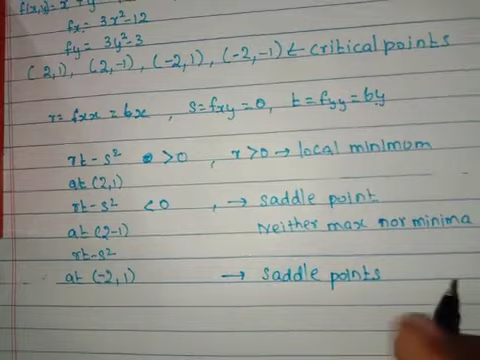 f(x,y)=x
fx = 3x²-12
fy = 3y²-3
(2,1), (2,-1), (-2,1), (-2,-1) ← critical points
r=fxx=6x , s=fxy=0, t=fyy=6y
rt-s² >0 , r>0 → local minimum
at (2,1)
rt-s² <0 , → saddle point
at (2-1) Neither max nor minima
rt-s²
at (-2,1) → saddle points